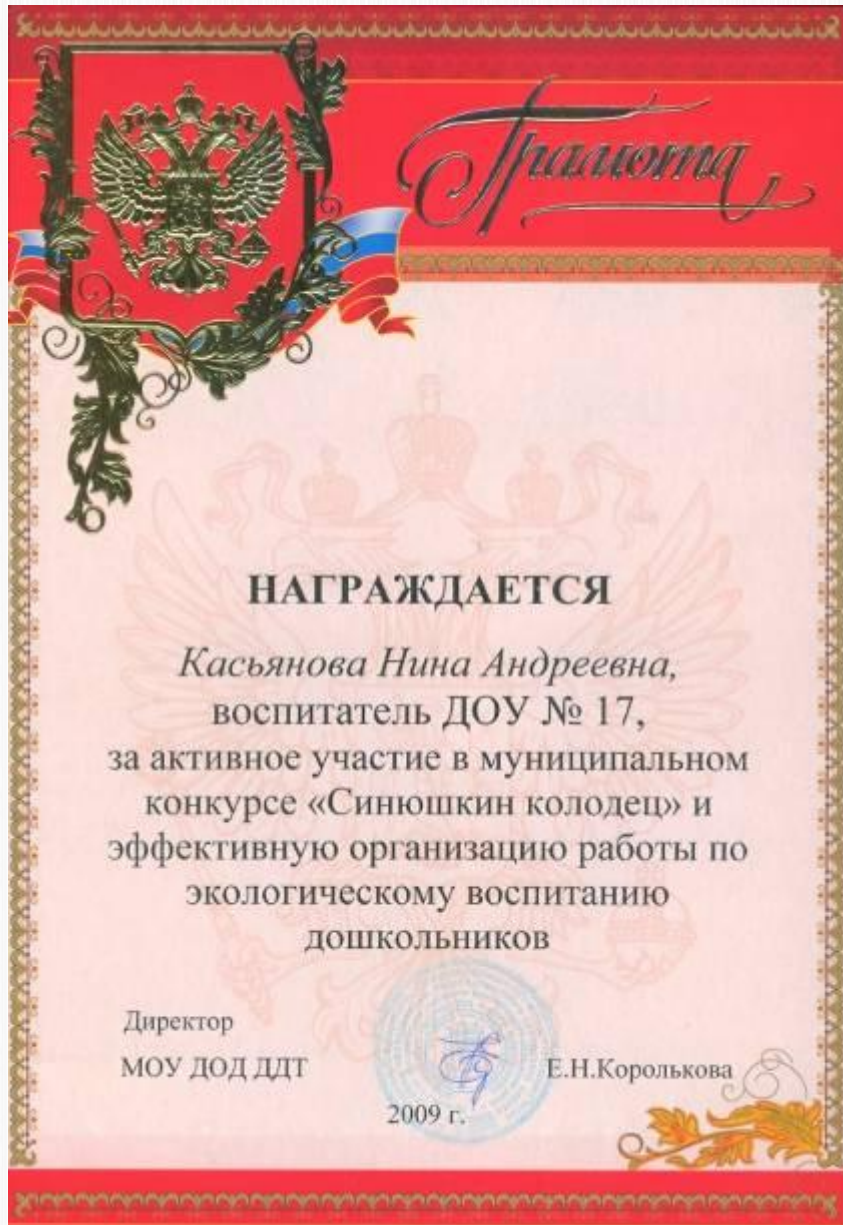 Грамота
НАГРАЖДАЕТСЯ
Касьянова Нина Андреевна,
воспитатель ДОУ № 17,
за активное участие в муниципальном
конкурсе «Синюшкин колодец» и
эффективную организацию работы по
экологическому воспитанию
дошкольников
Директор
МОУ ДОД ДДТ Е.Н.Королькова
2009 г.